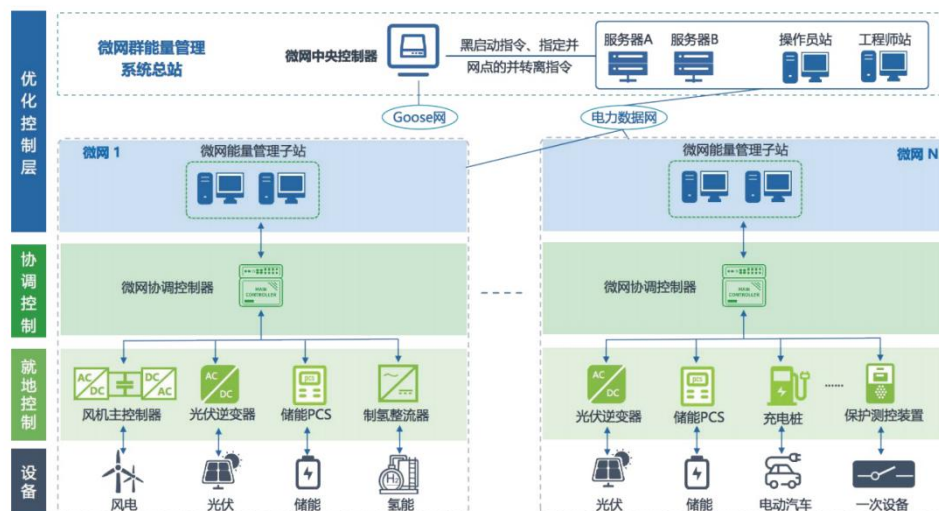 优化控制层
微网群能量管理
系统总站
微网中央控制器
黑启动指令、指定并
网点的并转离指令
服务器A
服务器B
操作员站
工程师站
Goose网
电力数据网
微网 1
微网能量管理子站
微网能量管理子站
微网 N
协调控制
微网协调控制器
MAIN
CONTROLLER
微网协调控制器
MAIN
CONTROLLER
就地控制
AC
DC
DC
AC
风机主控制器
AC
DC
光伏逆变器
pcs
储能PCS
制氢整流器
AC
DC
光伏逆变器
pcs
储能PCS
充电桩
······
保护测控装置
设备
风电
光伏
储能
H2
氢能
光伏
储能
电动汽车
一次设备